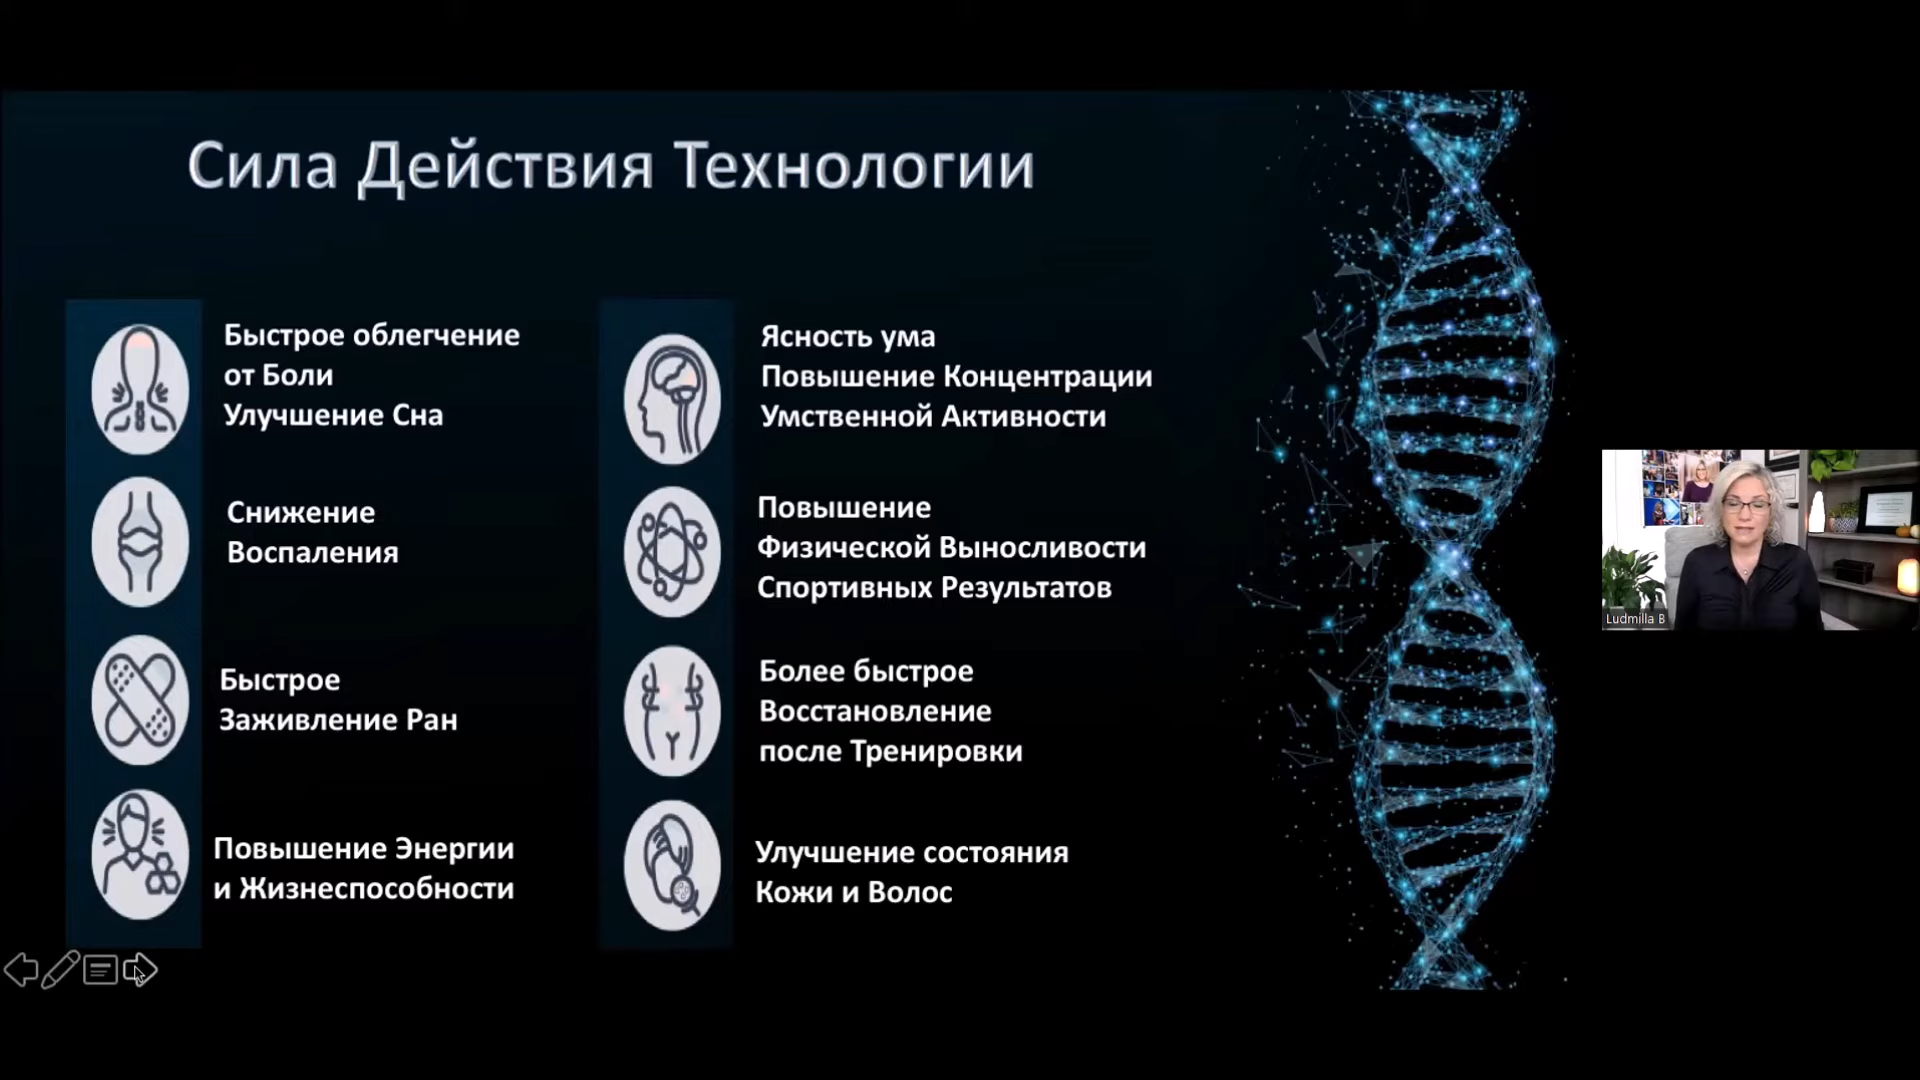 Сила Действия Технологии
Быстрое облегчение
от Боли
Улучшение Сна
Снижение
Воспаления
Быстрое
Заживление Ран
Повышение Энергии
и Жизнеспособности
Ясность ума
Повышение Концентрации
Умственной Активности
Повышение
Физической Выносливости
Спортивных Результатов
Более быстрое
Восстановление
после Тренировки
Улучшение состояния
Кожи и Волос
Ludmilla B